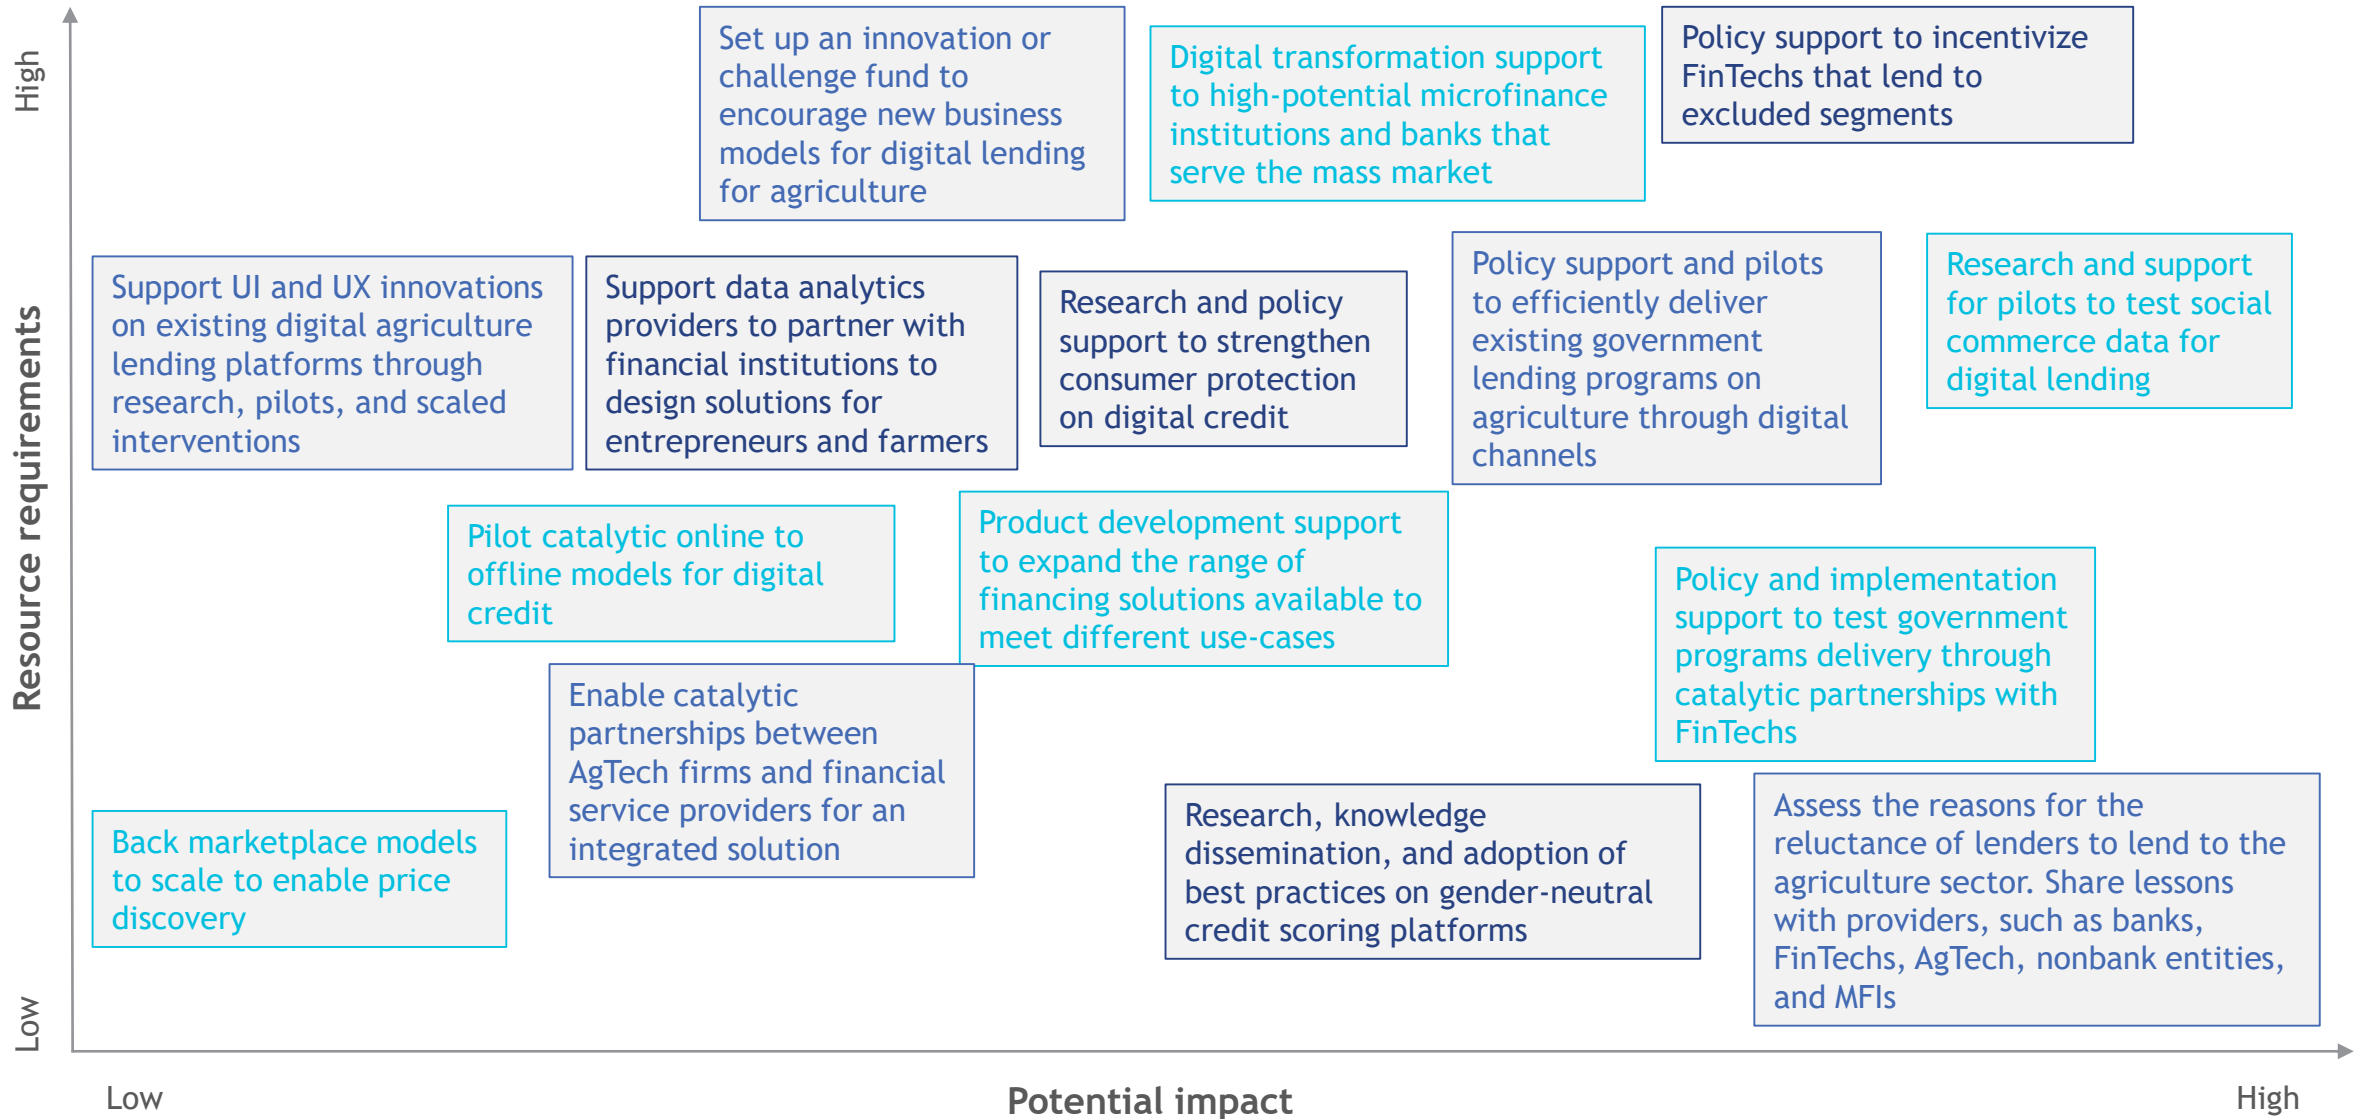 High
Resource requirements
Low
Set up an innovation or
challenge fund to
encourage new business
models for digital lending
for agriculture
Digital transformation support
to high-potential microfinance
institutions and banks that
serve the mass market
Policy support to incentivize
FinTechs that lend to
excluded segments
Support UI and UX innovations
on existing digital agriculture
lending platforms through
research, pilots, and scaled
interventions
Support data analytics
providers to partner with
financial institutions to
design solutions for
entrepreneurs and farmers
Research and policy
support to strengthen
consumer protection
on digital credit
Policy support and pilots
to efficiently deliver
existing government
lending programs on
agriculture through digital
channels
Research and support
for pilots to test social
commerce data for
digital lending
Pilot catalytic online to
offline models for digital
credit
Product development support
to expand the range of
financing solutions available to
meet different use-cases
Policy and implementation
support to test government
programs delivery through
catalytic partnerships with
FinTechs
Enable catalytic
partnerships between
AgTech firms and financial
service providers for an
integrated solution
Back marketplace models
to scale to enable price
discovery
Research, knowledge
dissemination, and adoption of
best practices on gender-neutral
credit scoring platforms
Assess the reasons for the
reluctance of lenders to lend to the
agriculture sector. Share lessons
with providers, such as banks,
FinTechs, AgTech, nonbank entities,
and MFIs
Low
Potential impact
High